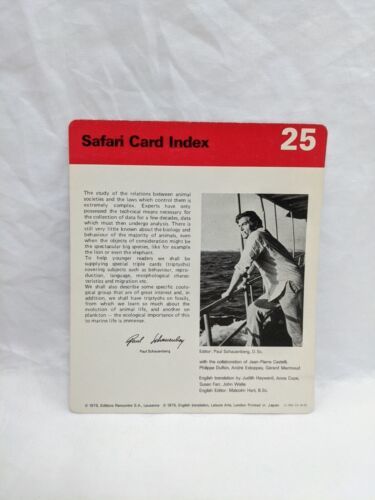 Safari Card Index 25
The study of the relations between animal
societies and the laws which control them is
extremely complex. Experts have only
possessed the technical means necessary for
the collection of data for a few decades, data
which must then undergo analysis. There is
still very little known about the biology and
behaviour of the majority of animals, even
when the objects of consideration might be
the spectacular big species, like for example
the lion or even the elephant.
To help younger readers we shall be
supplying special triple cards (triptychs)
covering subjects such as behaviour, repro-
duction, language, morphological charac-
teristics and migration etc.
We shall also describe some specific ecolo-
gical group that are of great interest and, in
addition, we shall have triptychs on fossils,
from which we learn so much about the
evolution of animal life, and another on
plankton – the ecological importance of this
to marine life is immense.
Paul Schauenberg
Paul Schauenberg
Editor: Paul Schauenberg, D. Sc.
with the collaboration of Jean-Pierre Castelli,
Philippe Dufton, André Estoppey, Gérard Mermoud
English translation by Judith Hayward, Anne Cope,
Susan Farr, John Waite
English Editor: Malcolm Hart, B.Sc.
© 1975, Editions Rencontre S.A., Lausanne © 1975, English translation, Leisure Arts, London Printed in Japan